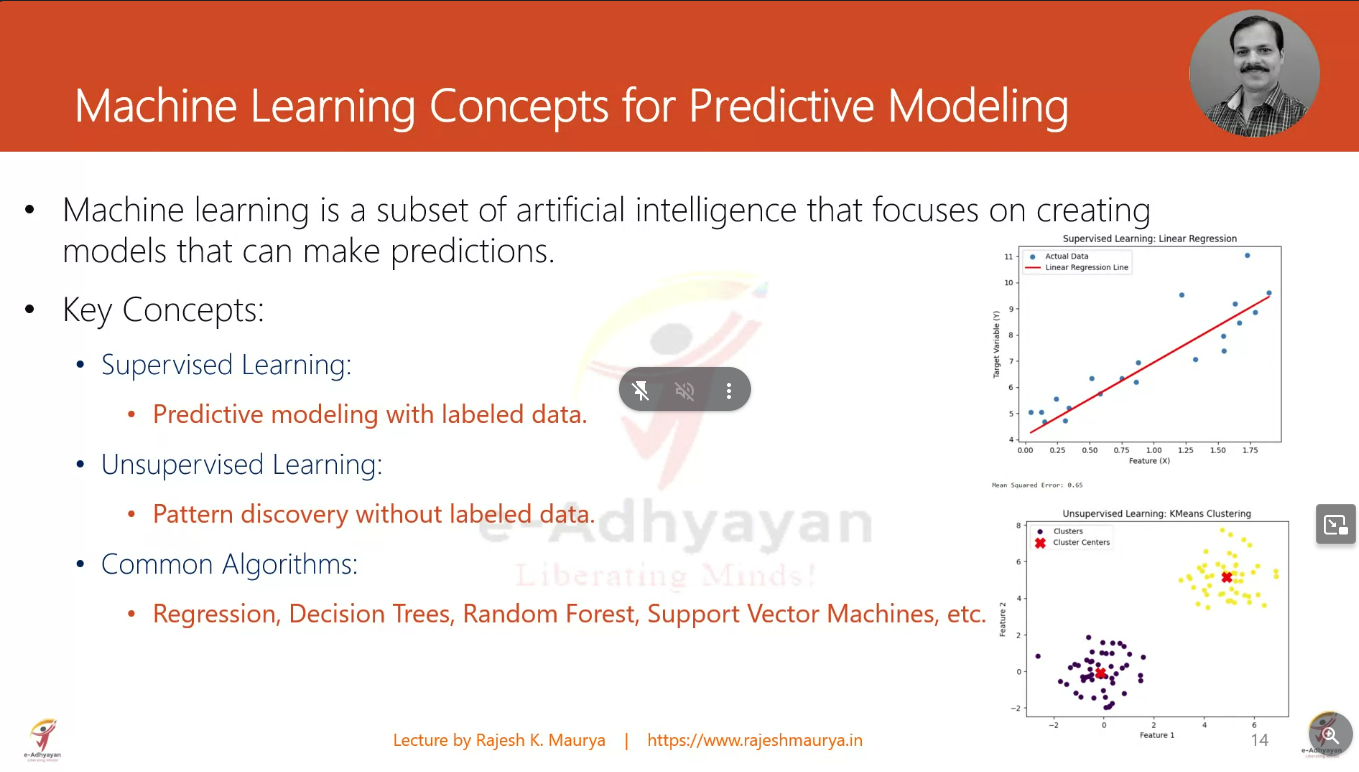 Machine Learning Concepts for Predictive Modeling
• Machine learning is a subset of artificial intelligence that focuses on creating
models that can make predictions.
• Key Concepts:
• Supervised Learning:
• Predictive modeling with labeled data.
• Unsupervised Learning:
• Pattern discovery without labeled data.
• Common Algorithms:
• Regression, Decision Trees, Random Forest, Support Vector Machines, etc.
Supervised Learning: Linear Regression
Actual Data
Linear Regression Line
Target Variable (Y)
11
10
9
8
7
6
5
4
0.00 0.25 0.50 0.75 1.00 1.25 1.50 1.75
Feature (X)
Mean Squared Error: 0.65
Unsupervised Learning: KMeans Clustering
Clusters
Cluster Centers
Feature 2
8
6
4
2
0
−2
−2 0 2 4 6
Feature 1
e-Adhyayan
Liberating Minds!
e-Adhyayan
Liberating Minds!
Lecture by Rajesh K. Maurya | https://www.rajeshmaurya.in
14
e-Adhyayan